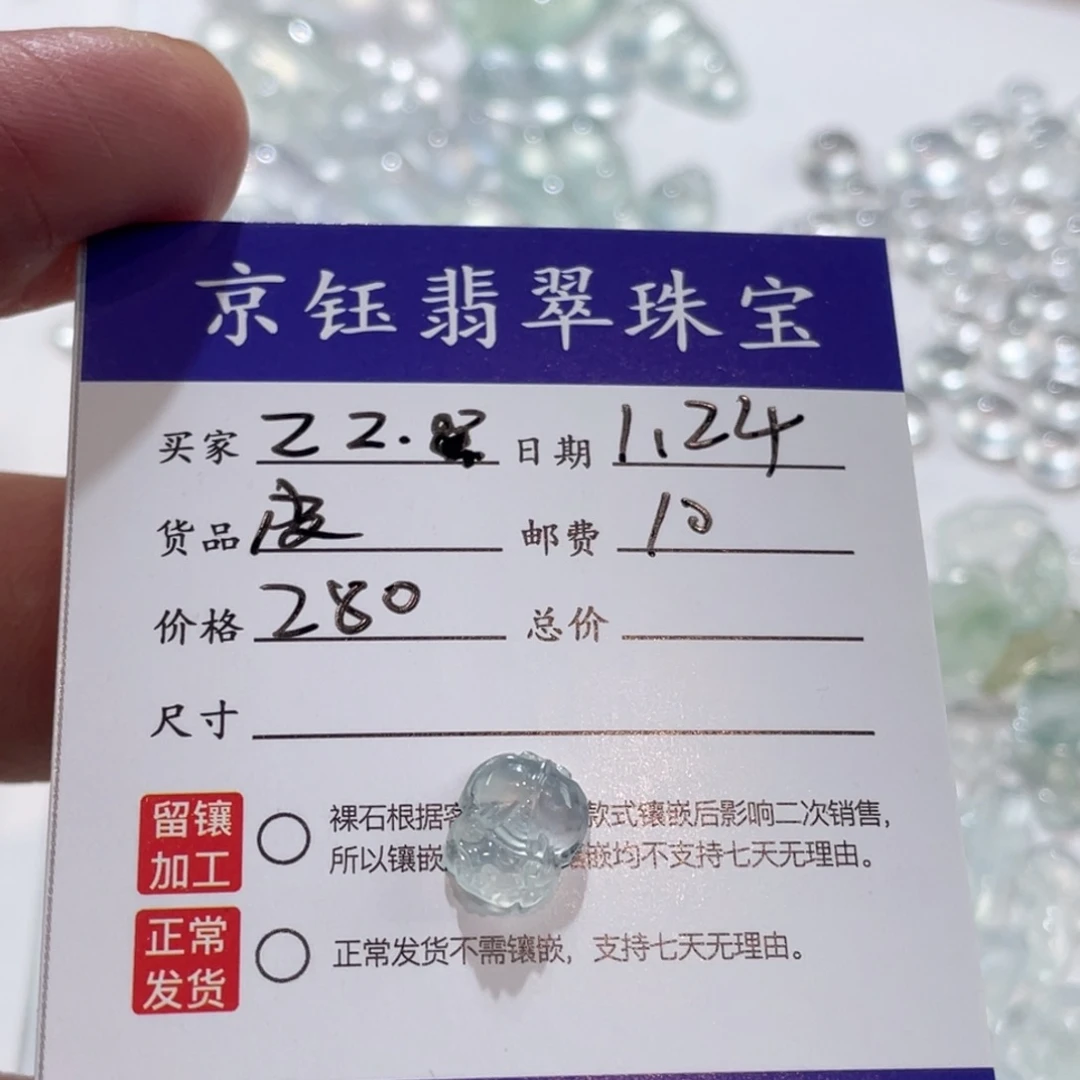 京钰翡翠珠宝
买家 22. 日期 1.24
货品 邮费 10
价格 280 总价
尺寸
留镶加工 裸石根据客 款式镶嵌后影响二次销售，
所以镶嵌 镶嵌均不支持七天无理由。
正常发货 正常发货不需镶嵌，支持七天无理由。